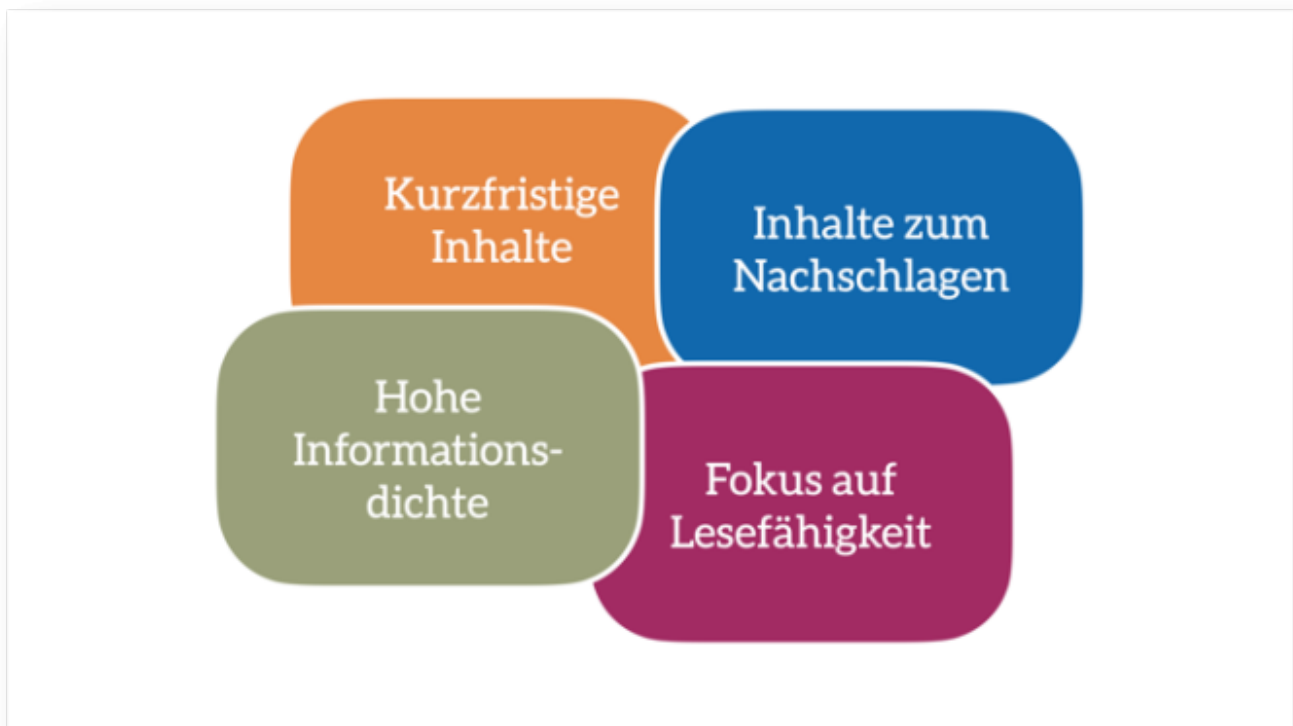 Kurzfristige
Inhalte
Inhalte zum
Nachschlagen
Hohe
Informations-
dichte
Fokus auf
Lesefähigkeit